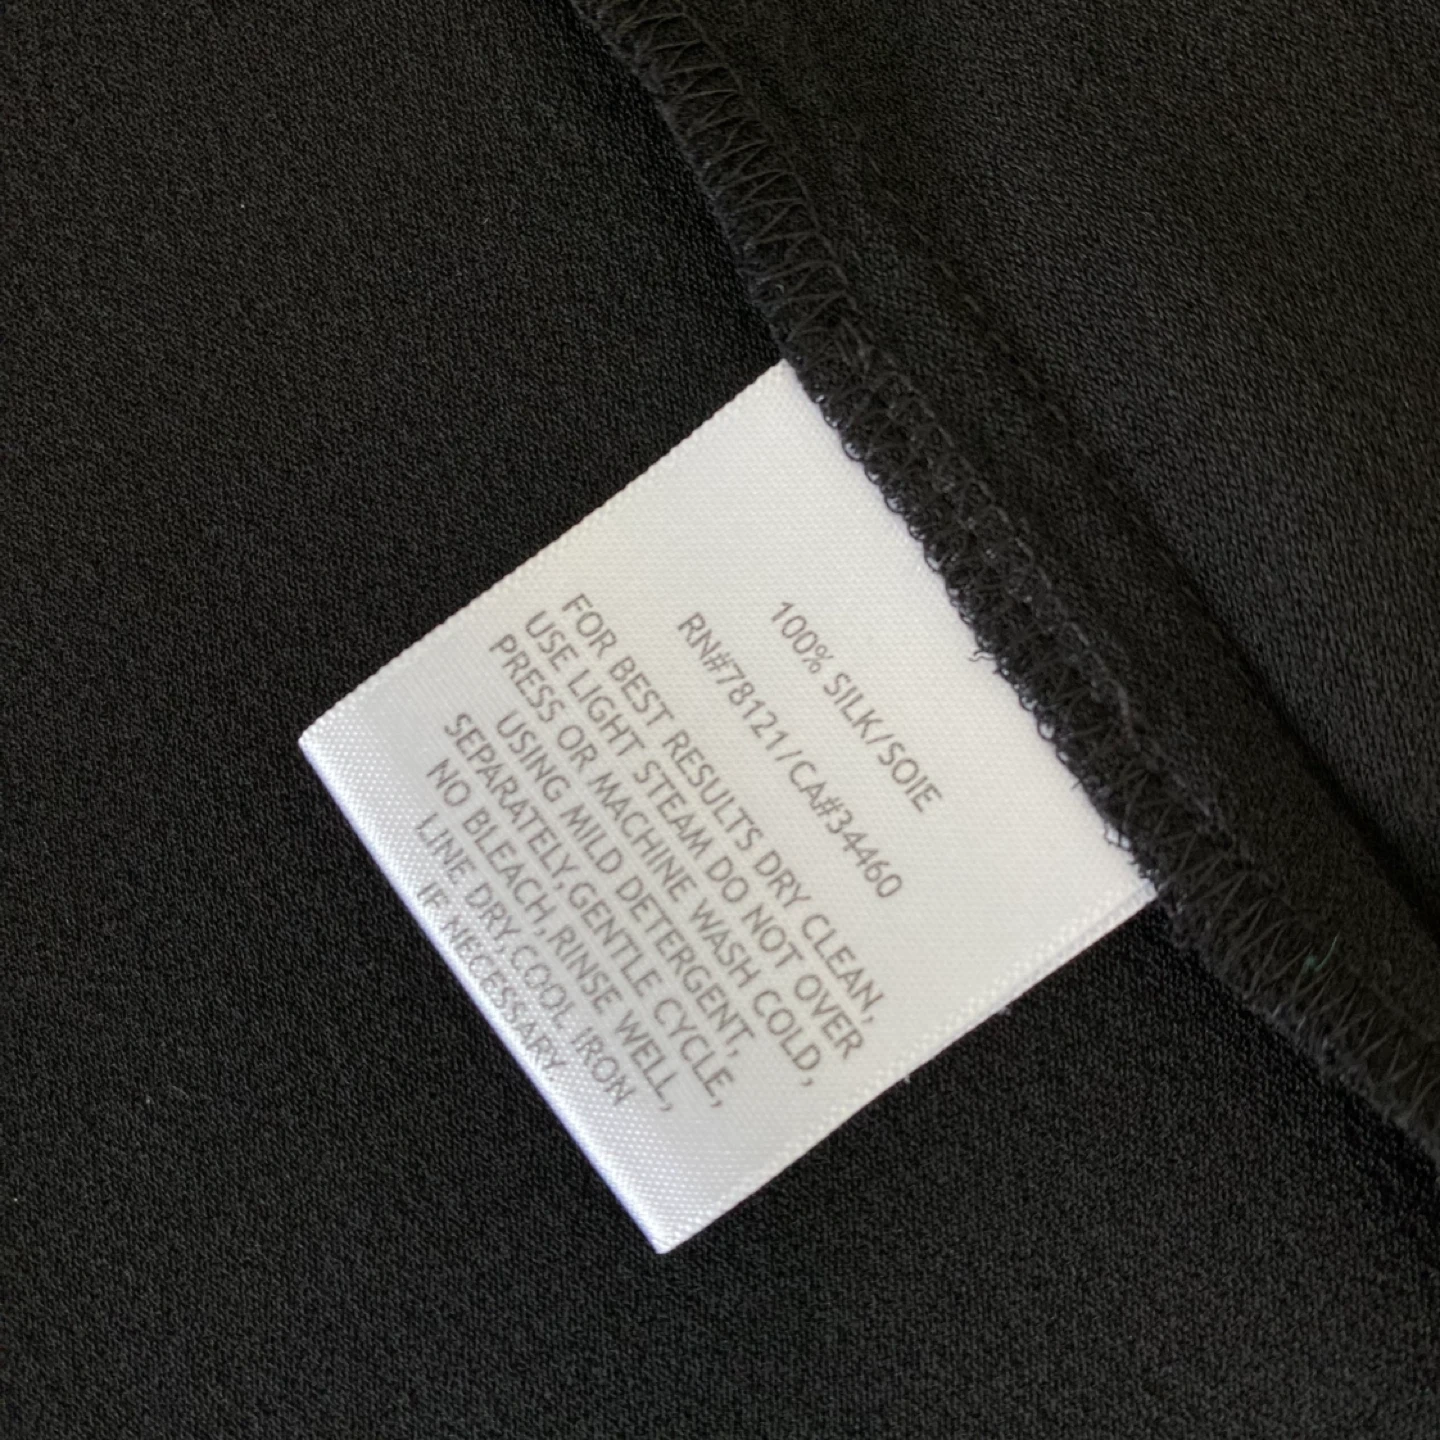 100% SILK/SOIE
RN#78121/CA#34460
FOR BEST RESULTS DRY CLEAN,
USE LIGHT STEAM DO NOT OVER
PRESS OR MACHINE WASH COLD,
USING MILD DETERGENT,
SEPARATELY, GENTLE CYCLE,
NO BLEACH, RINSE WELL,
LINE DRY, COOL IRON
IF NECESSARY